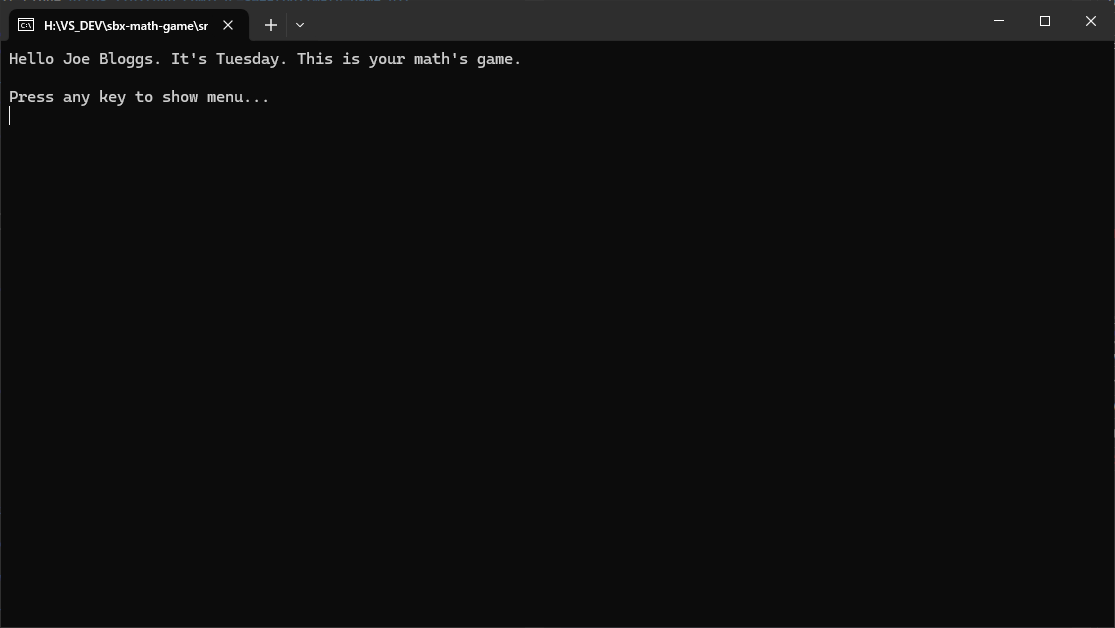 H:\VS_DEV\sbx-math-game\sr
Hello Joe Bloggs. It's Tuesday. This is your math's game.
Press any key to show menu...